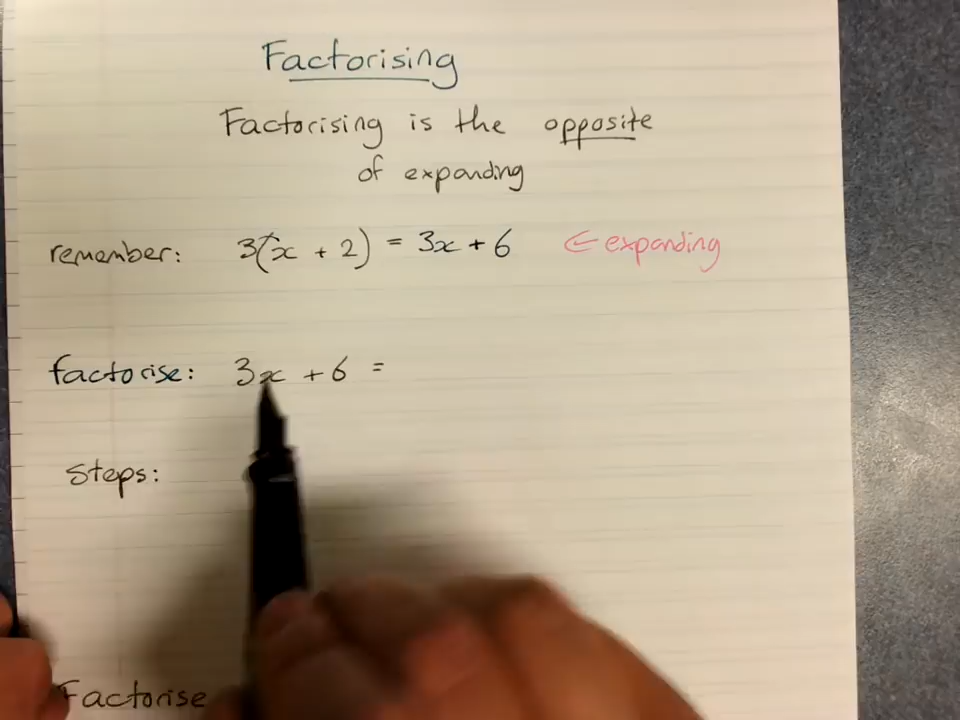 Factorising
Factorising is the opposite
of expanding
remember: 3(x + 2) = 3x + 6 ← expanding
factorise: 3x + 6 =
Steps:
Factorise